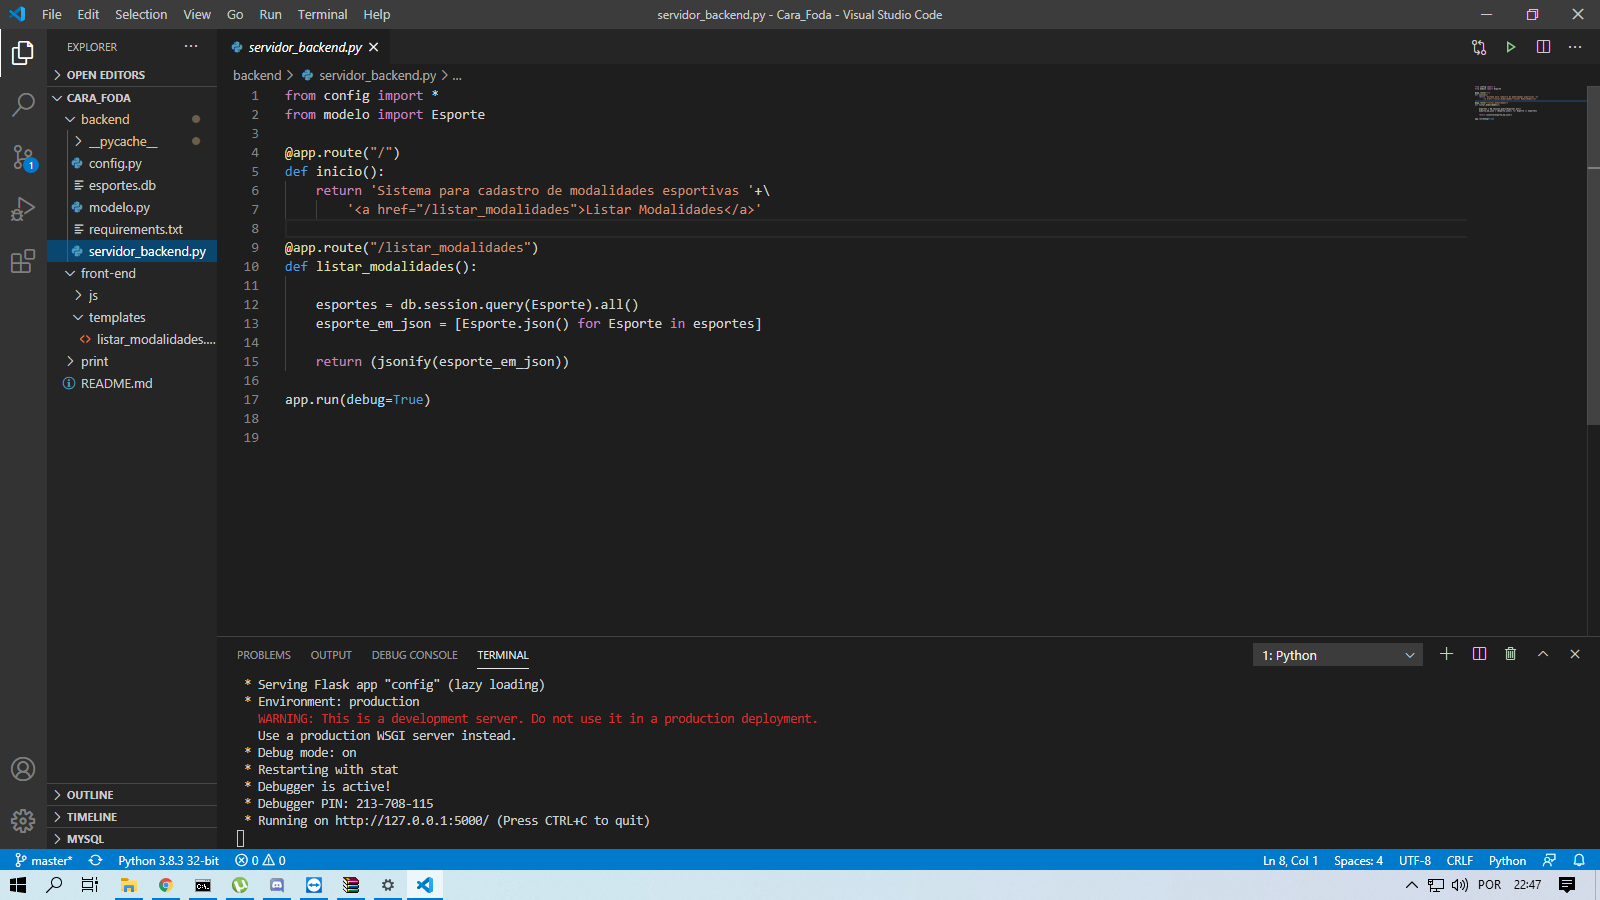 File Edit Selection View Go Run Terminal Help
servidor_backend.py - Cara_Foda - Visual Studio Code
EXPLORER
OPEN EDITORS
CARA_FODA
backend
__pycache__
config.py
esportes.db
modelo.py
requirements.txt
servidor_backend.py
front-end
js
templates
listar_modalidades....
print
README.md
OUTLINE
TIMELINE
MYSQL
1
servidor_backend.py
backend > servidor_backend.py > ...
1 from config import *
2 from modelo import Esporte
3
4 @app.route("/")
5 def inicio():
6 return 'Sistema para cadastro de modalidades esportivas '+\
7 '<a href="/listar_modalidades">Listar Modalidades</a>'
8
9 @app.route("/listar_modalidades")
10 def listar_modalidades():
11
12 esportes = db.session.query(Esporte).all()
13 esporte_em_json = [Esporte.json() for Esporte in esportes]
14
15 return (jsonify(esporte_em_json))
16
17 app.run(debug=True)
18
19
PROBLEMS OUTPUT DEBUG CONSOLE TERMINAL
1: Python
* Serving Flask app "config" (lazy loading)
* Environment: production
WARNING: This is a development server. Do not use it in a production deployment.
Use a production WSGI server instead.
* Debug mode: on
* Restarting with stat
* Debugger is active!
* Debugger PIN: 213-708-115
* Running on http://127.0.0.1:5000/ (Press CTRL+C to quit)
master* Python 3.8.3 32-bit 0 0
Ln 8, Col 1 Spaces: 4 UTF-8 CRLF Python
POR 22:47